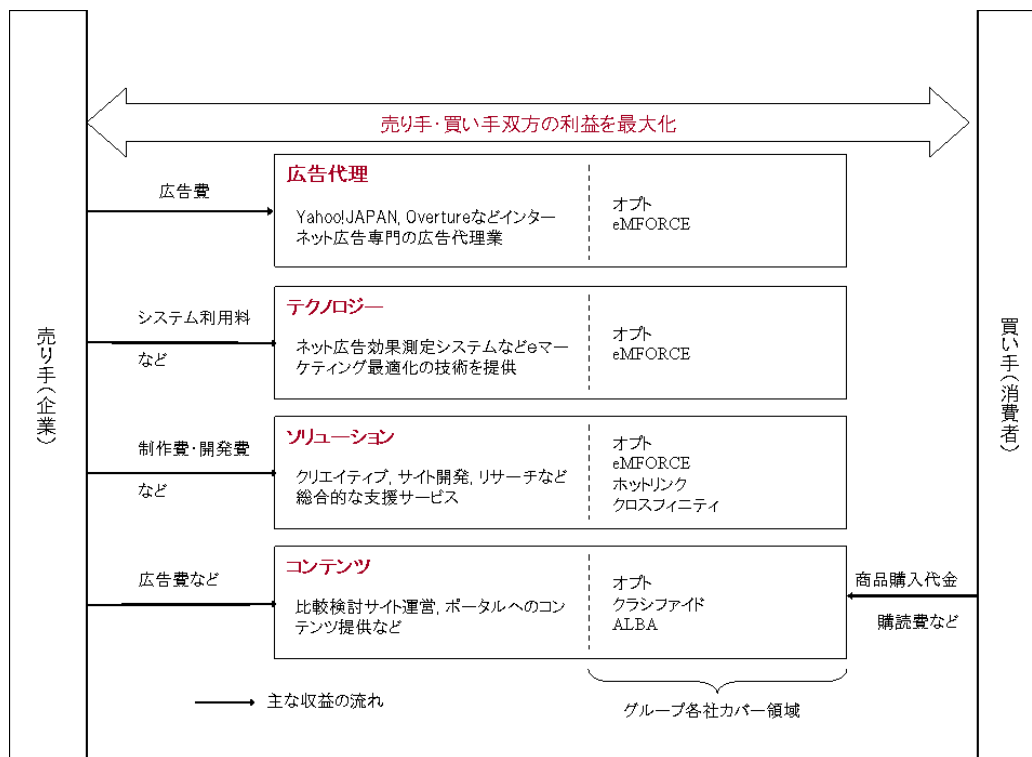 売り手・買い手双方の利益を最大化
売り手(企業)
買い手(消費者)
広告費
広告代理
Yahoo!JAPAN, Overtureなどインター
ネット広告専門の広告代理業
オプト
eMFORCE
システム利用料
など
テクノロジー
ネット広告効果測定システムなどeマー
ケティング最適化の技術を提供
オプト
eMFORCE
制作費・開発費
など
ソリューション
クリエイティブ, サイト開発, リサーチなど
総合的な支援サービス
オプト
eMFORCE
ホットリンク
クロスフィニティ
広告費など
コンテンツ
比較検討サイト運営, ポータルへのコン
テンツ提供など
オプト
クラシファイド
ALBA
商品購入代金
購読費など
主な収益の流れ
グループ各社カバー領域